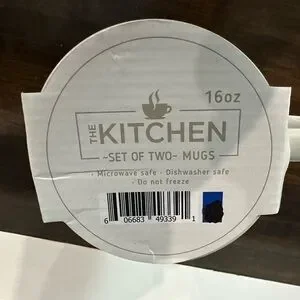 16oz
THE KITCHEN
~SET OF TWO~ MUGS
· Microwave safe · Dishwasher safe
· Do not freeze
6 06683 49339 1